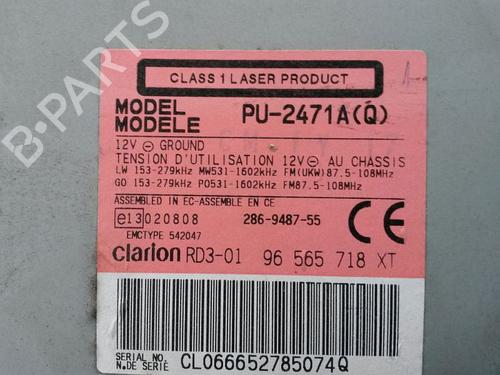 B-PARTS
CLASS 1 LASER PRODUCT
MODEL
MODELE
PU-2471A(Q)
12V ⊖ GROUND
TENSION D'UTILISATION 12V ⊖ AU CHASSIS
LW 153-279kHz MW531-1602kHz FM(UKW)87.5-108MHz
GO 153-279kHz PO531-1602kHz FM87.5-108MHz
ASSEMBLED IN EC-ASSEMBLE EN CE
e13 020808 286-9487-55 CE
EMCTYPE 542047
clarion RD3-01 96 565 718 XT
SERIAL NO.
N.DE SERIE
CL066652785074Q